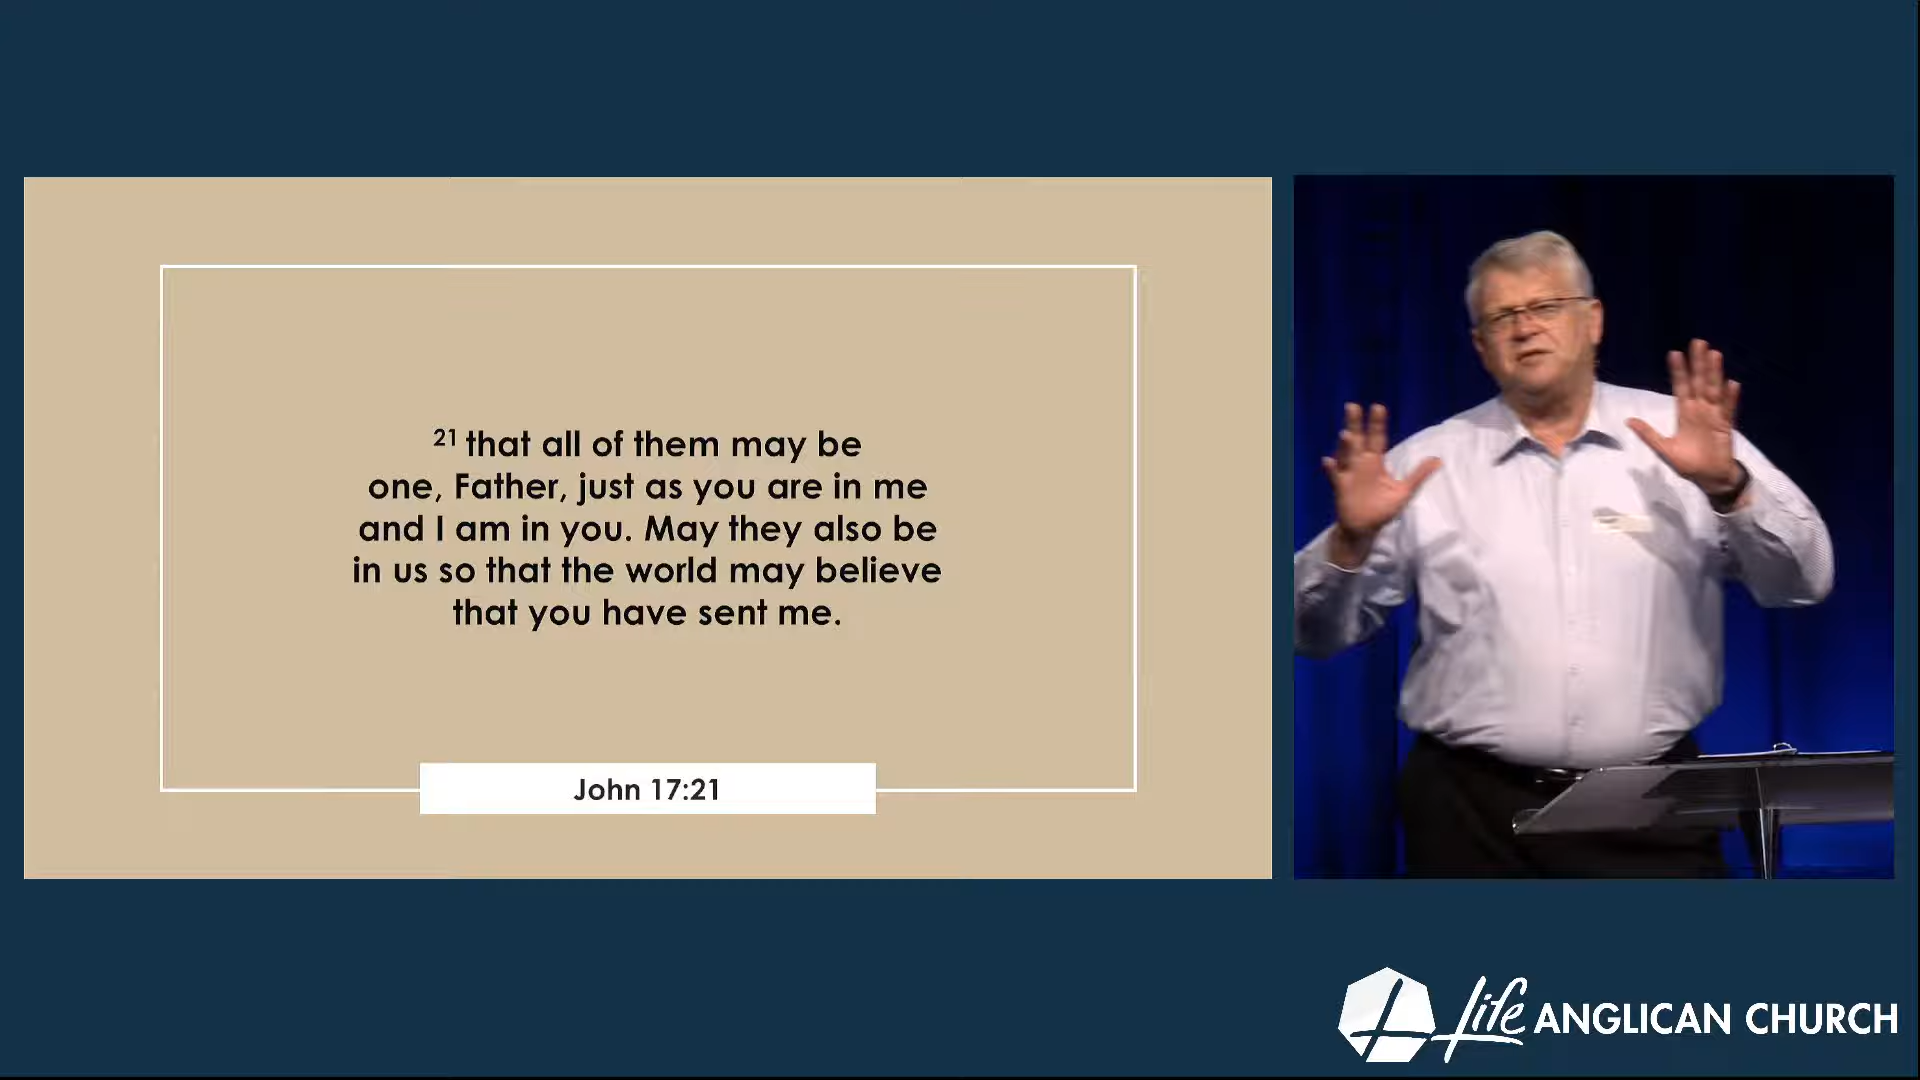 21 that all of them may be
one, Father, just as you are in me
and I am in you. May they also be
in us so that the world may believe
that you have sent me.
John 17:21
Life ANGLICAN CHURCH